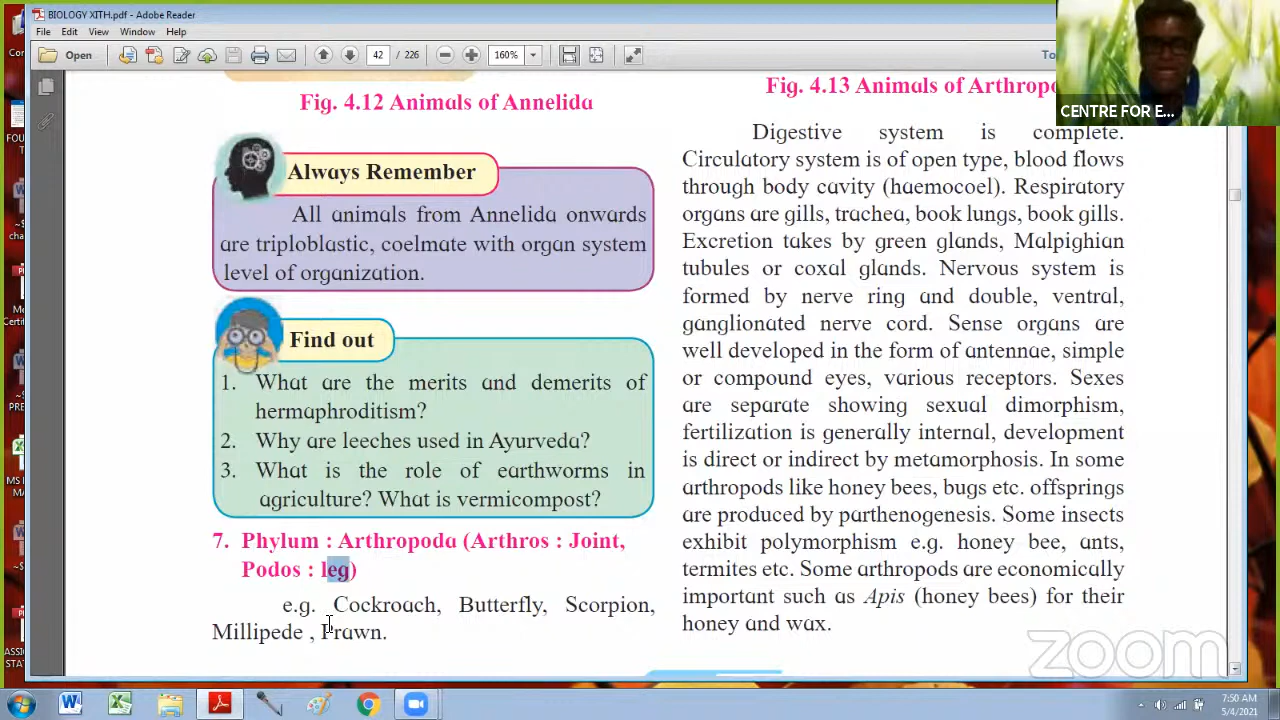 BIOLOGY XITH.pdf - Adobe Reader
File Edit View Window Help
Open 42 / 226 160%
Fig. 4.12 Animals of Annelida
Always Remember
All animals from Annelida onwards
are triploblastic, coelmate with organ system
level of organization.
Find out
1. What are the merits and demerits of
hermaphroditism?
2. Why are leeches used in Ayurveda?
3. What is the role of earthworms in
agriculture? What is vermicompost?
7. Phylum : Arthropoda (Arthros : Joint,
Podos : leg)
e.g. Cockroach, Butterfly, Scorpion,
Millipede , Prawn.
Fig. 4.13 Animals of
Digestive system is complete.
Circulatory system is of open type, blood flows
through body cavity (haemocoel). Respiratory
organs are gills, trachea, book lungs, book gills.
Excretion takes by green glands, Malpighian
tubules or coxal glands. Nervous system is
formed by nerve ring and double, ventral,
ganglionated nerve cord. Sense organs are
well developed in the form of antennae, simple
or compound eyes, various receptors. Sexes
are separate showing sexual dimorphism,
fertilization is generally internal, development
is direct or indirect by metamorphosis. In some
arthropods like honey bees, bugs etc. offsprings
are produced by parthenogenesis. Some insects
exhibit polymorphism e.g. honey bee, ants,
termites etc. Some arthropods are economically
important such as Apis (honey bees) for their
honey and wax.
CENTRE FOR E...
zoom
7:50 AM
5/4/2021